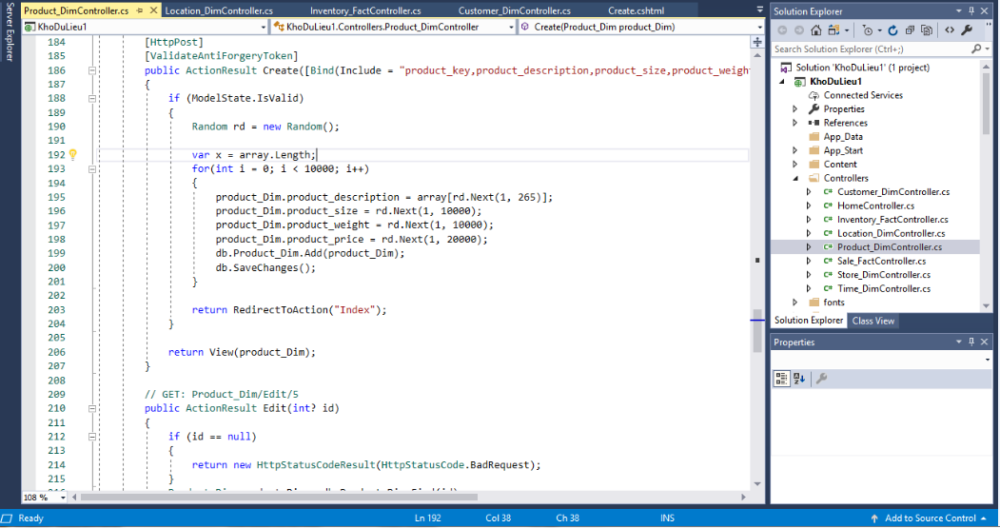 Server Explorer
Product_DimController.cs
Location_DimController.cs
Inventory_FactController.cs
Customer_DimController.cs
Create.cshtml
KhoDuLieu1
KhoDuLieu1.Controllers.Product_DimController
Create(Product_Dim product_Dim)
184 [HttpPost]
185 [ValidateAntiForgeryToken]
186 public ActionResult Create([Bind(Include = "product_key,product_description,product_size,product_weigh
187 {
188 if (ModelState.IsValid)
189 {
190 Random rd = new Random();
191
192 var x = array.Length;
193 for(int i = 0; i < 10000; i++)
194 {
195 product_Dim.product_description = array[rd.Next(1, 265)];
196 product_Dim.product_size = rd.Next(1, 10000);
197 product_Dim.product_weight = rd.Next(1, 10000);
198 product_Dim.product_price = rd.Next(1, 20000);
199 db.Product_Dim.Add(product_Dim);
200 db.SaveChanges();
201 }
202
203 return RedirectToAction("Index");
204 }
205
206 return View(product_Dim);
207 }
208
209 // GET: Product_Dim/Edit/5
210 public ActionResult Edit(int? id)
211 {
212 if (id == null)
213 {
214 return new HttpStatusCodeResult(HttpStatusCode.BadRequest);
215 }
108 %
Solution Explorer
Search Solution Explorer (Ctrl+;)
Solution 'KhoDuLieu1' (1 project)
KhoDuLieu1
Connected Services
Properties
References
App_Data
App_Start
Content
Controllers
C# Customer_DimController.cs
C# HomeController.cs
C# Inventory_FactController.cs
C# Location_DimController.cs
C# Product_DimController.cs
C# Sale_FactController.cs
C# Store_DimController.cs
C# Time_DimController.cs
fonts
Solution Explorer
Class View
Properties
Ready
Ln 192
Col 38
Ch 38
INS
Add to Source Control